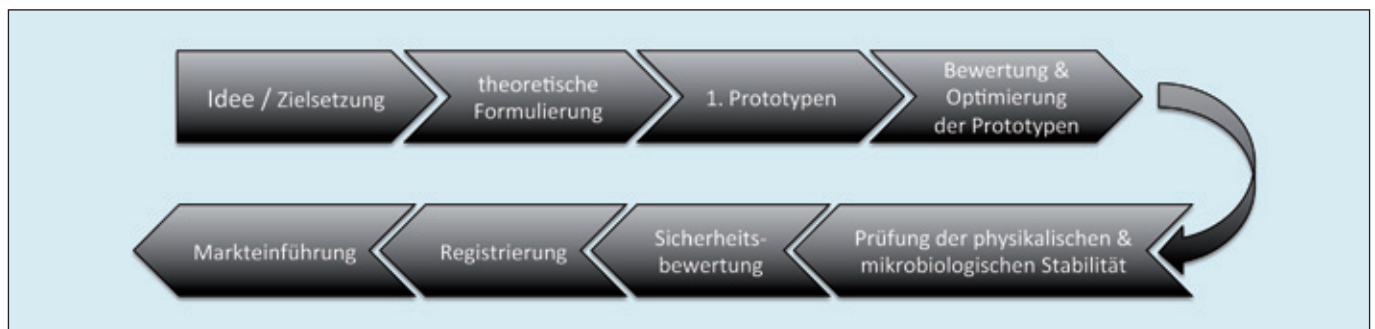 Idee / Zielsetzung
theoretische
Formulierung
1. Prototypen
Bewertung &
Optimierung
der Prototypen
Prüfung der physikalischen &
mikrobiologischen Stabilität
Sicherheits-
bewertung
Registrierung
Markteinführung